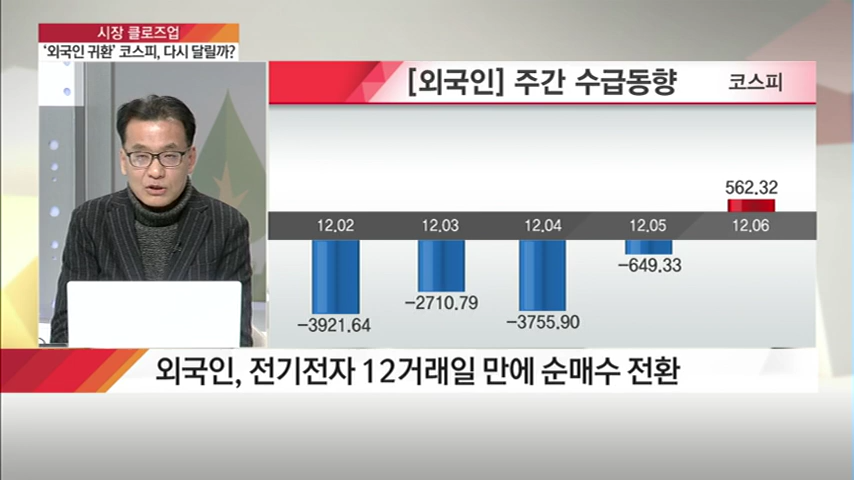 시장 클로즈업
'외국인 귀환' 코스피, 다시 달릴까?
[외국인] 주간 수급동향 코스피
562.32
12.02 12.03 12.04 12.05 12.06
-649.33
-2710.79
-3921.64
-3755.90
외국인, 전기전자 12거래일 만에 순매수 전환